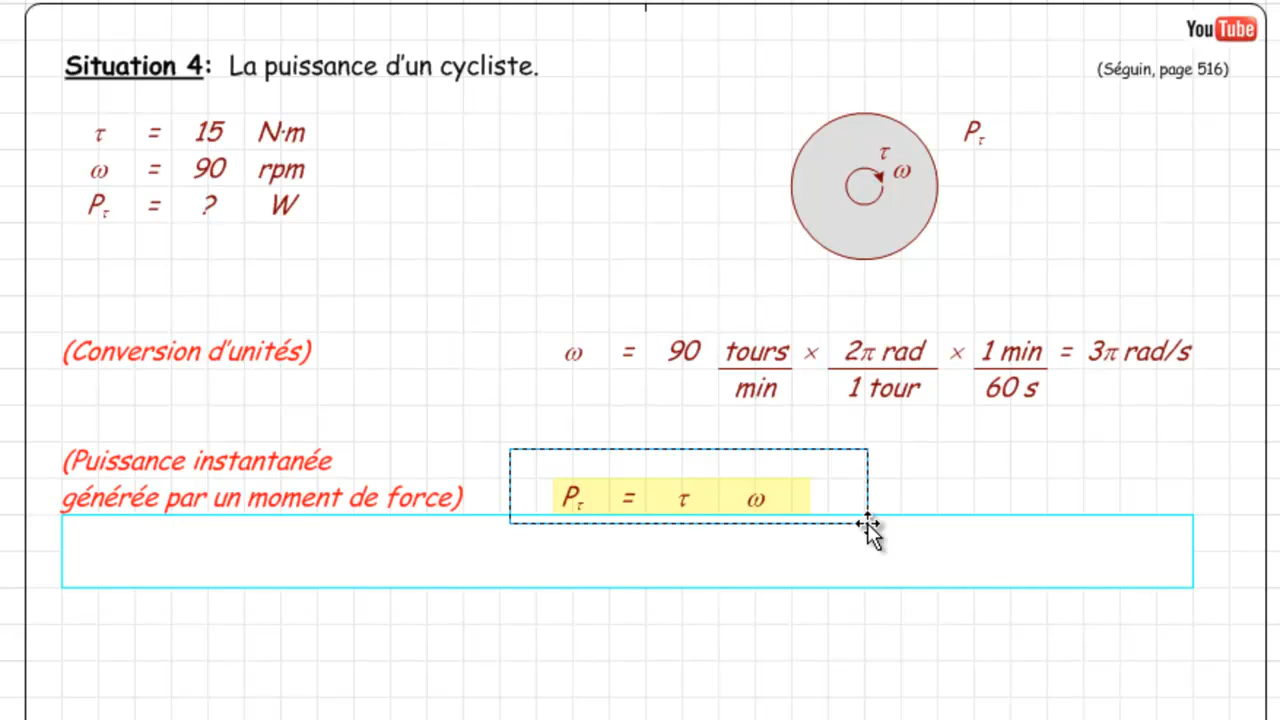 YouTube
Situation 4: La puissance d'un cycliste.
(Séguin, page 516)
τ = 15 N·m
ω = 90 rpm
Pτ = ? W
Pτ
τ
ω
(Conversion d'unités) ω = 90 tours/min × 2π rad/1 tour × 1 min/60 s = 3π rad/s
(Puissance instantanée
générée par un moment de force) Pτ = τ ω